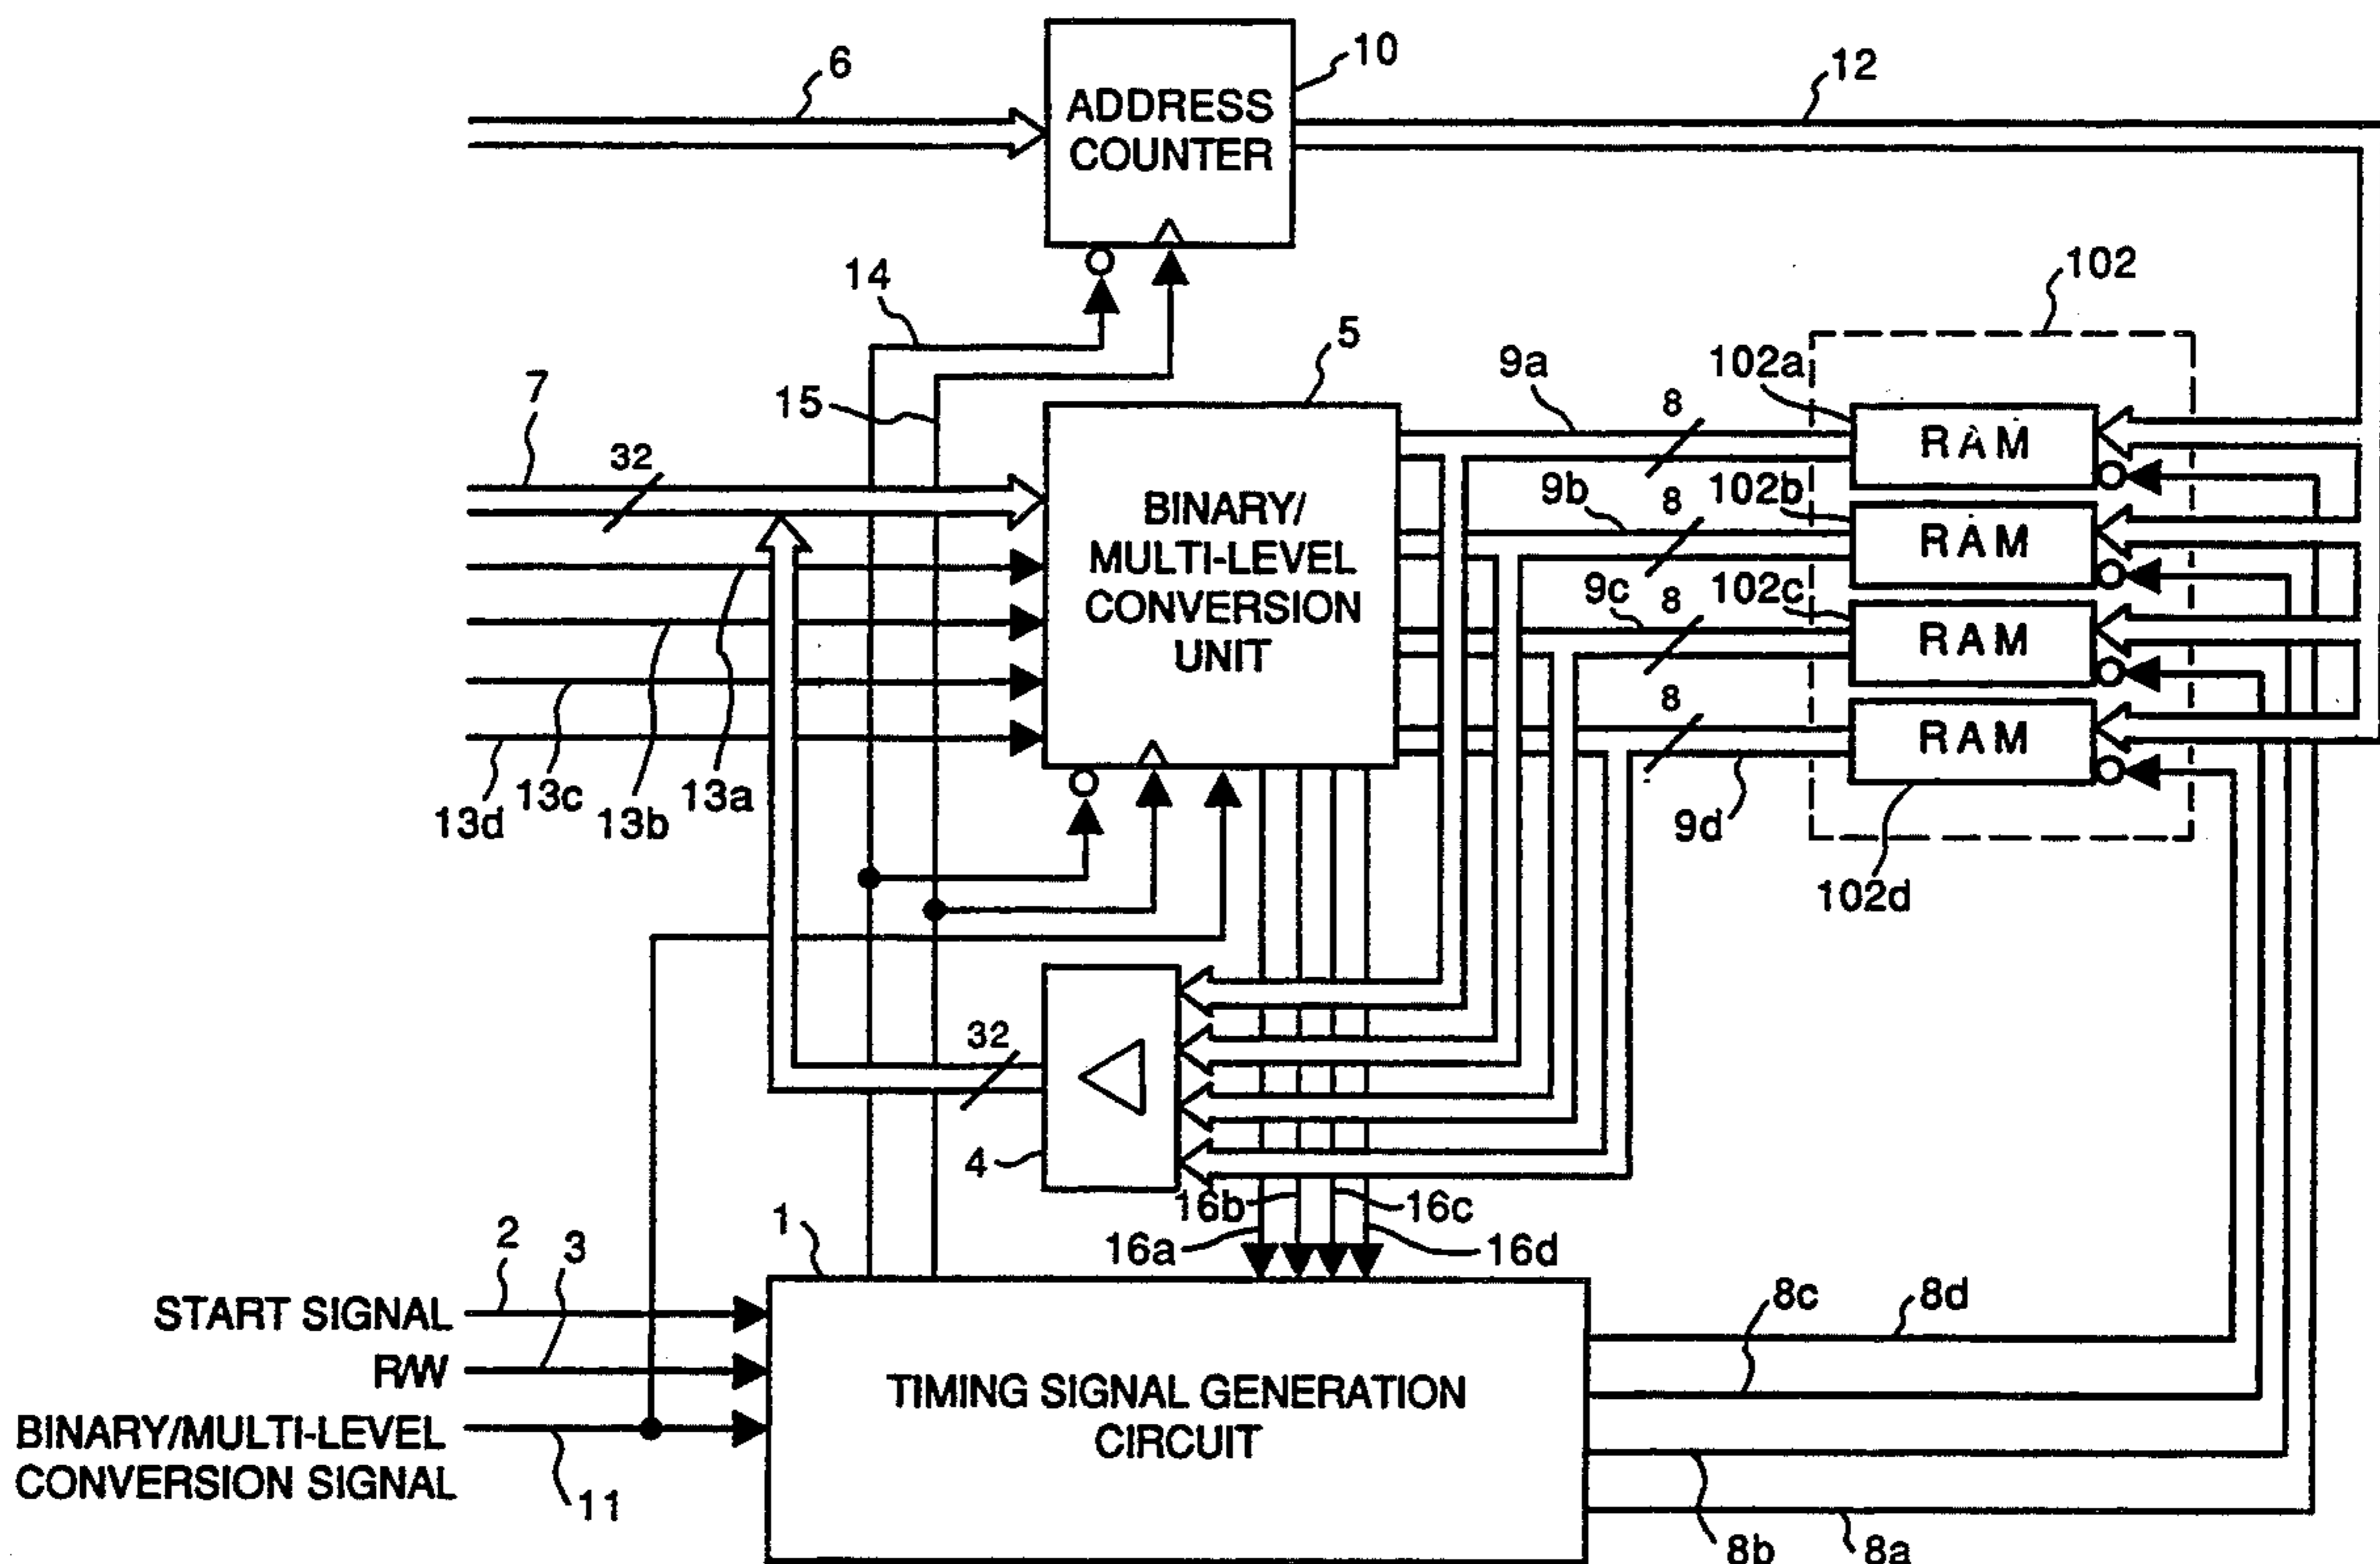 6
10
ADDRESS
COUNTER
12
14
15
102
5
7
32
9a
8
102a
RAM
BINARY/
MULTI-LEVEL
CONVERSION
UNIT
9b
8
102b
RAM
9c
8
102c
RAM
8
RAM
9d
102d
13d
13c
13b
13a
32
4
16b
16c
16a
16d
1
2
3
START SIGNAL
R/W
BINARY/MULTI-LEVEL
CONVERSION SIGNAL
11
TIMING SIGNAL GENERATION
CIRCUIT
8c
8d
8b
8a